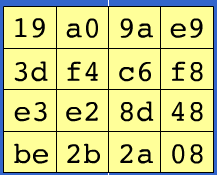 19 a0 9a e9
3d f4 c6 f8
e3 e2 8d 48
be 2b 2a 08